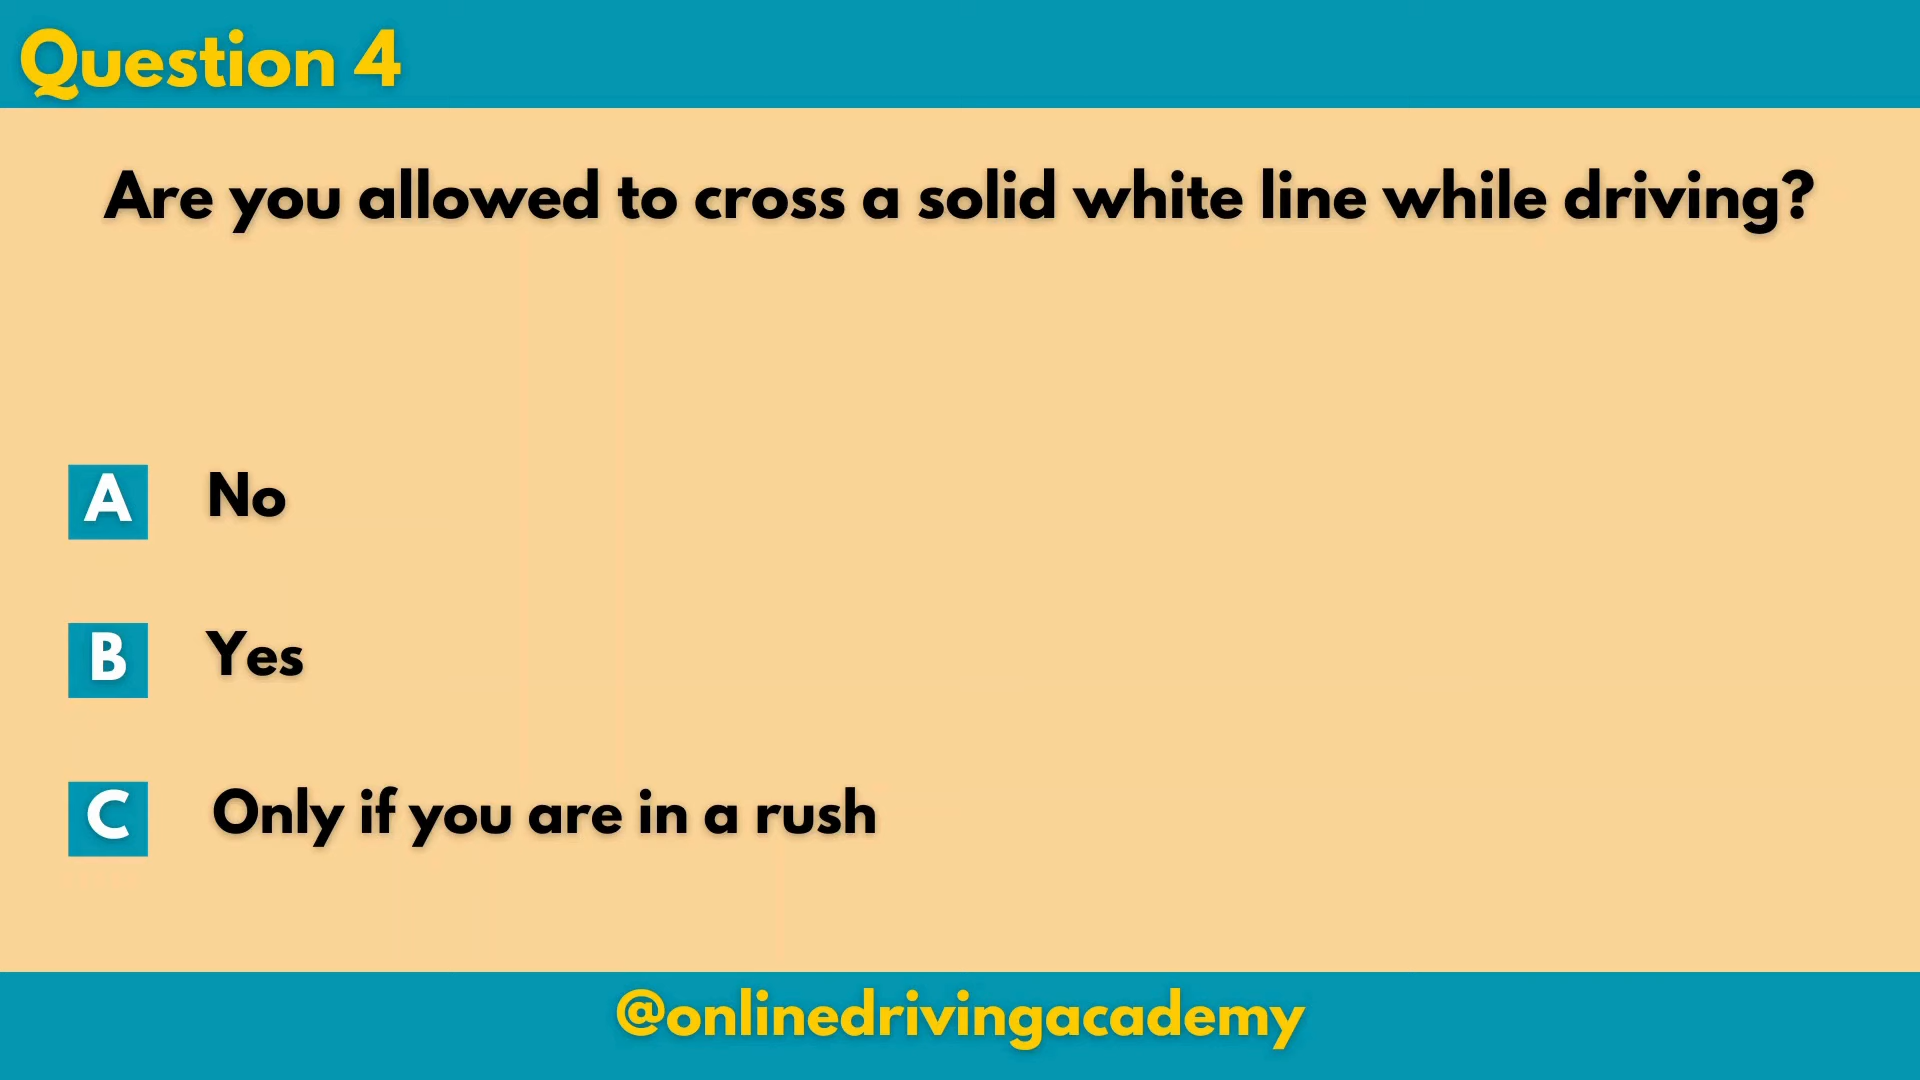 Question 4
Are you allowed to cross a solid white line while driving?
A No
B Yes
C Only if you are in a rush
@onlinedrivingacademy